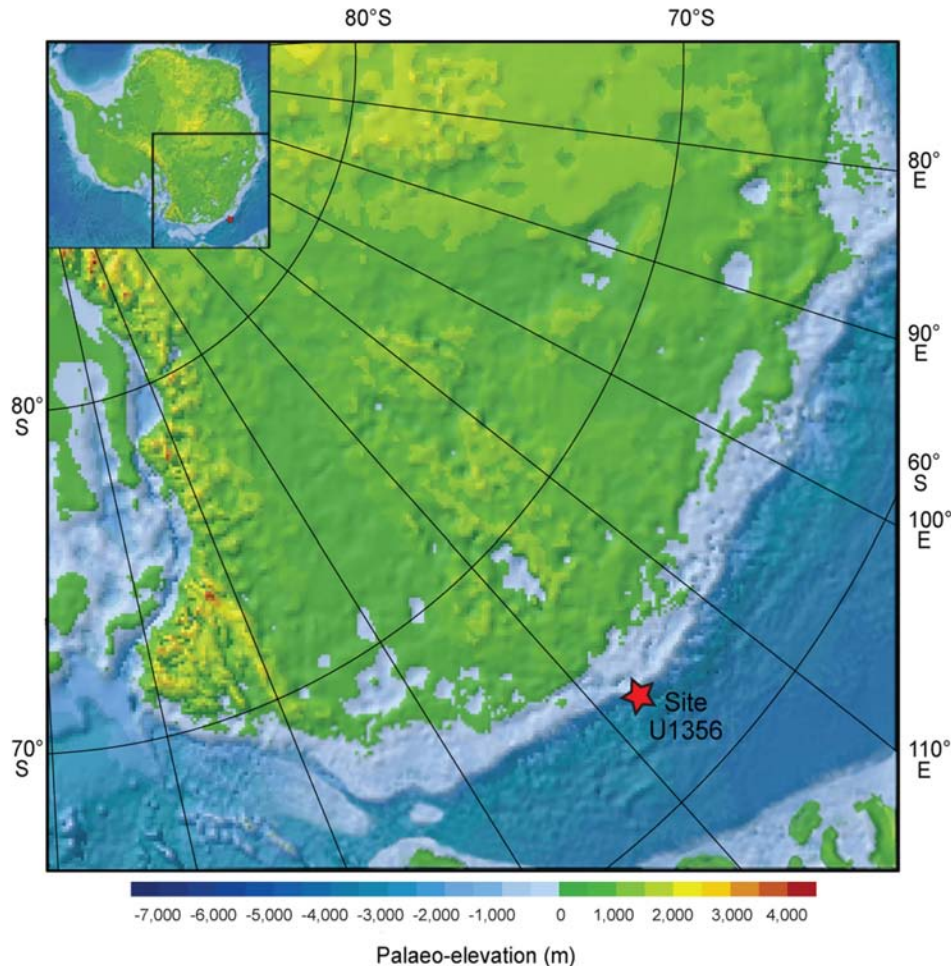 80°S
70°S
80°
E
90°
E
80°
S
60°
S
100°
E
Site
U1356
70°
S
110°
E
-7,000 -6,000 -5,000 -4,000 -3,000 -2,000 -1,000 0 1,000 2,000 3,000 4,000
Palaeo-elevation (m)